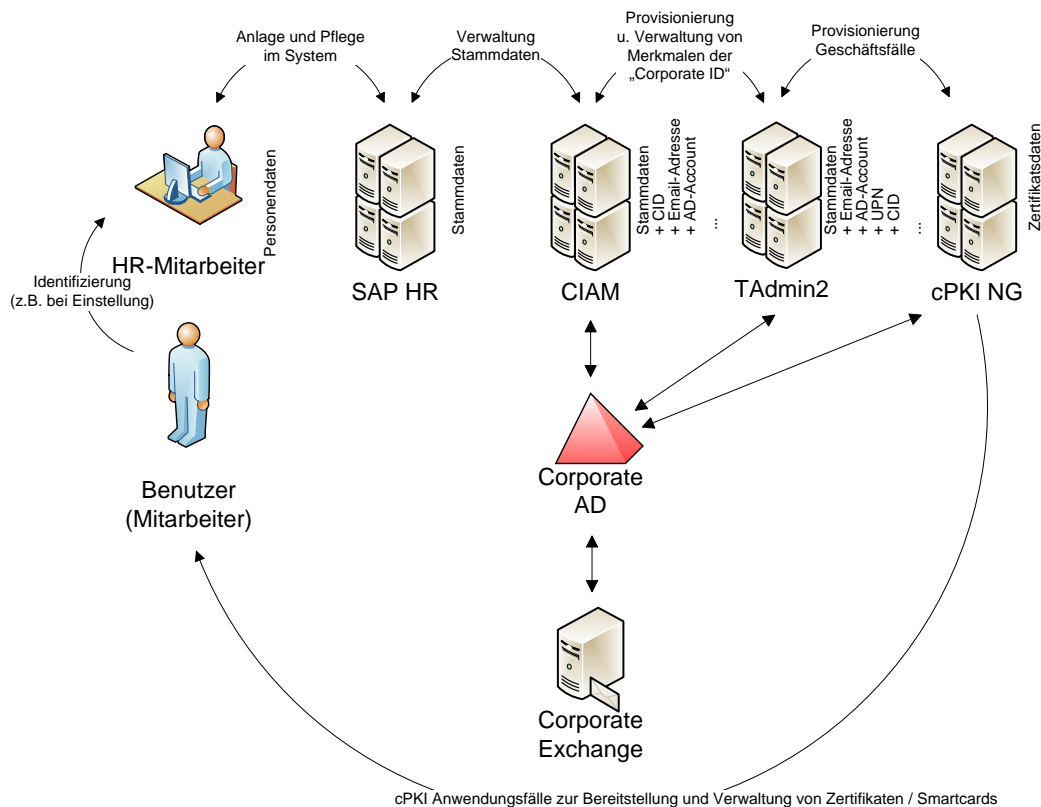 Anlage und Pflege
im System
Verwaltung
Stammdaten
Provisionierung
u. Verwaltung von
Merkmalen der
„Corporate ID“
Provisionierung
Geschäftsfälle
Personendaten
HR-Mitarbeiter
Stammdaten
SAP HR
Stammdaten
+ CID
+ Email-Adresse
+ AD-Account
...
CIAM
Stammdaten
+ Email-Adresse
+ AD-Account
+ UPN
+ CID
...
TAdmin2
Zertifikatsdaten
cPKI NG
Identifizierung
(z.B. bei Einstellung)
Benutzer
(Mitarbeiter)
Corporate
AD
Corporate
Exchange
cPKI Anwendungsfälle zur Bereitstellung und Verwaltung von Zertifikaten / Smartcards